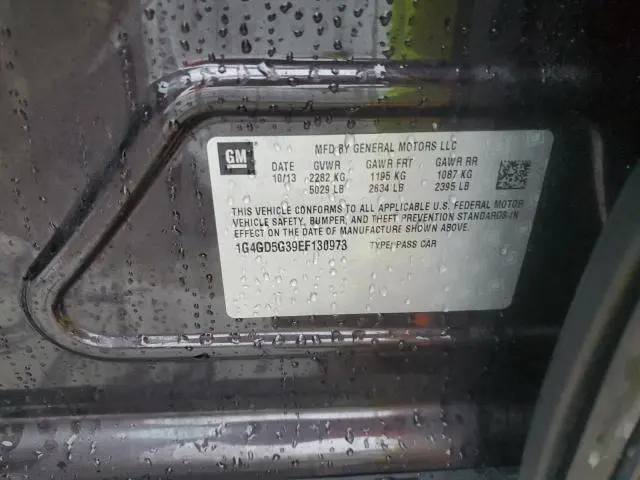 GM
MFD BY GENERAL MOTORS LLC
DATE GVWR GAWR FRT GAWR RR
10/13 2282 KG 1195 KG 1087 KG
5029 LB 2634 LB 2395 LB
THIS VEHICLE CONFORMS TO ALL APPLICABLE U.S. FEDERAL MOTOR
VEHICLE SAFETY, BUMPER, AND THEFT PREVENTION STANDARDS IN
EFFECT ON THE DATE OF MANUFACTURE SHOWN ABOVE.
1G4GD5G39EF130973 TYPE: PASS CAR